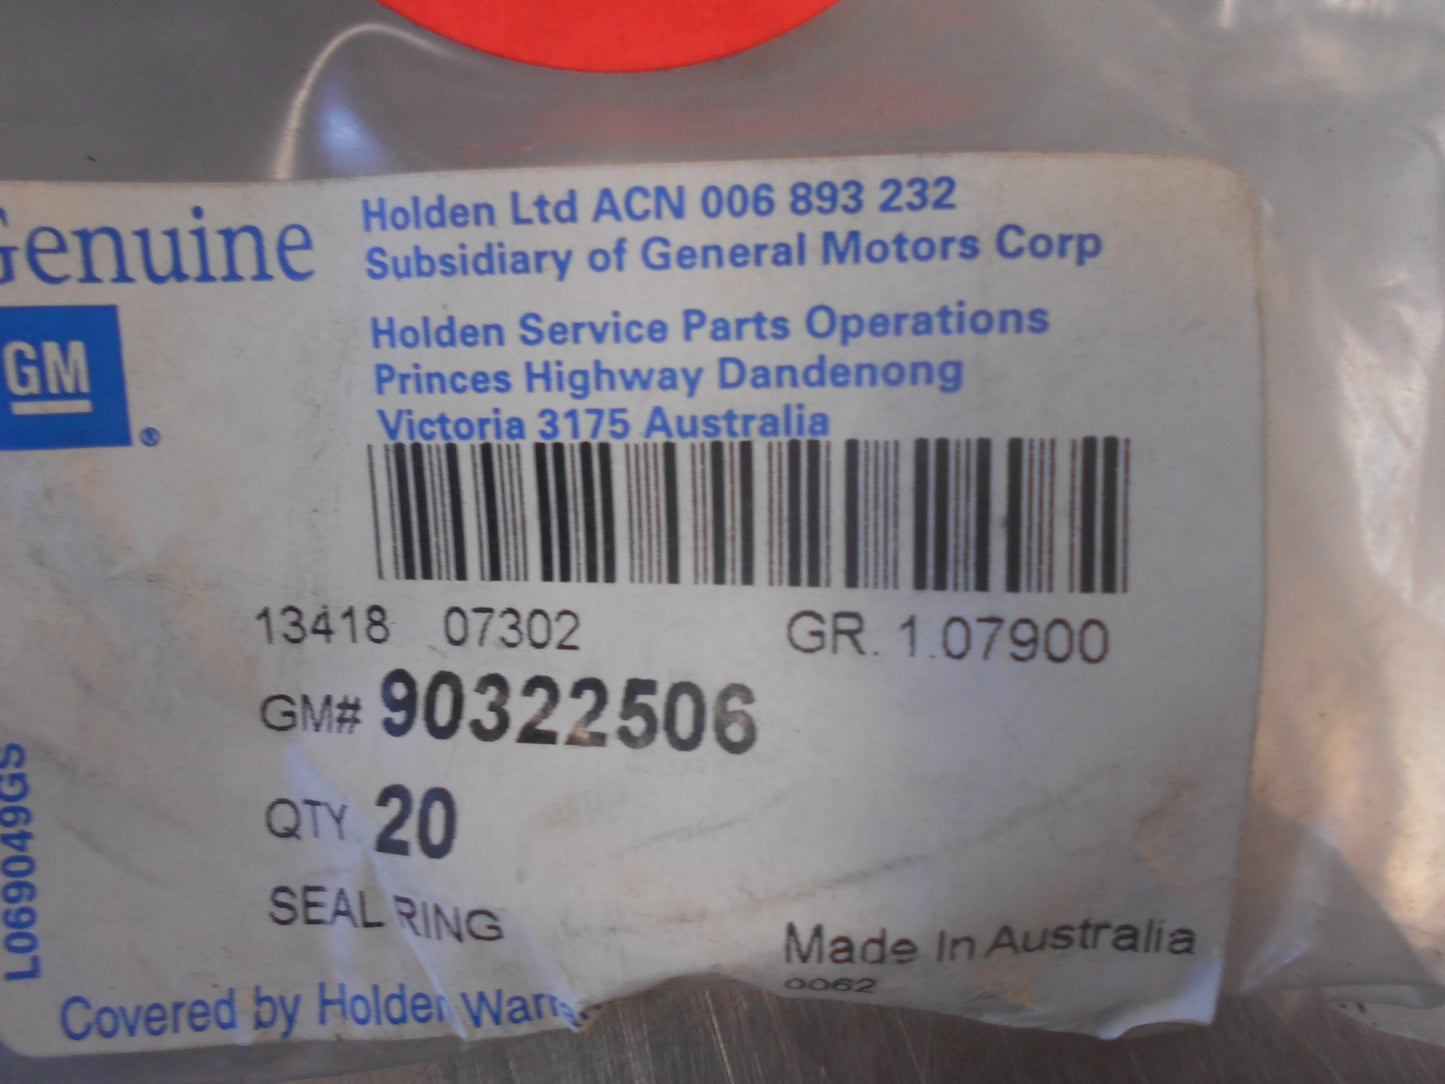 Genuine
GM
®
Holden Ltd ACN 006 893 232
Subsidiary of General Motors Corp
Holden Service Parts Operations
Princes Highway Dandenong
Victoria 3175 Australia
13418 07302 GR. 1.07900
GM# 90322506
QTY 20
SEAL RING
Made In Australia
0062
L069049GS
Covered by Holden